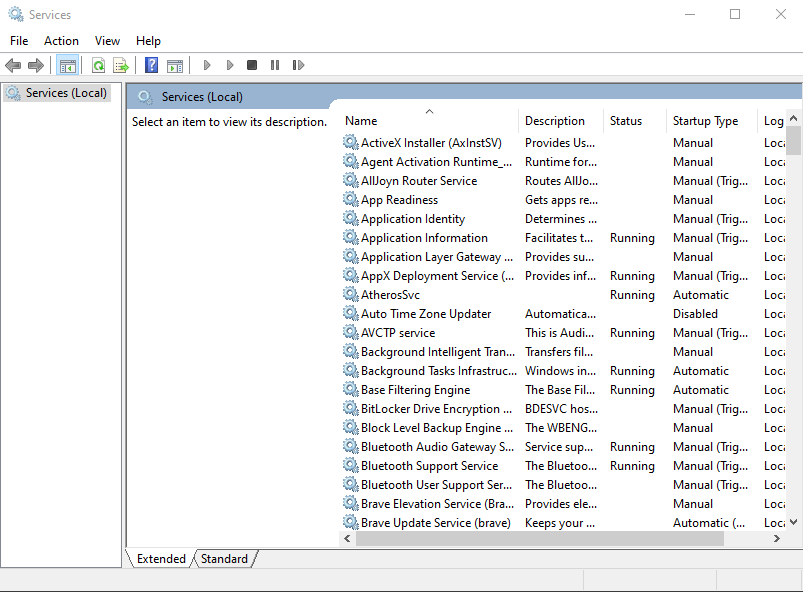 Services
File Action View Help
Services (Local)
Services (Local)
Select an item to view its description.
Name Description Status Startup Type Log
ActiveX Installer (AxInstSV) Provides Us... Manual Loca
Agent Activation Runtime_... Runtime for... Manual Loca
AllJoyn Router Service Routes AllJo... Manual (Trig... Loca
App Readiness Gets apps re... Manual Loca
Application Identity Determines ... Manual (Trig... Loca
Application Information Facilitates t... Running Manual (Trig... Loca
Application Layer Gateway ... Provides su... Manual Loca
AppX Deployment Service (... Provides inf... Running Manual (Trig... Loca
AtherosSvc Running Automatic Loca
Auto Time Zone Updater Automatica... Disabled Loca
AVCTP service This is Audi... Running Manual (Trig... Loca
Background Intelligent Tran... Transfers fil... Manual Loca
Background Tasks Infrastruc... Windows in... Running Automatic Loca
Base Filtering Engine The Base Fil... Running Automatic Loca
BitLocker Drive Encryption ... BDESVC hos... Manual (Trig... Loca
Block Level Backup Engine ... The WBENG... Manual Loca
Bluetooth Audio Gateway S... Service sup... Running Manual (Trig... Loca
Bluetooth Support Service The Bluetoo... Running Manual (Trig... Loca
Bluetooth User Support Ser... The Bluetoo... Manual (Trig... Loca
Brave Elevation Service (Bra... Provides ele... Manual Loca
Brave Update Service (brave) Keeps your ... Automatic (... Loca
Extended Standard